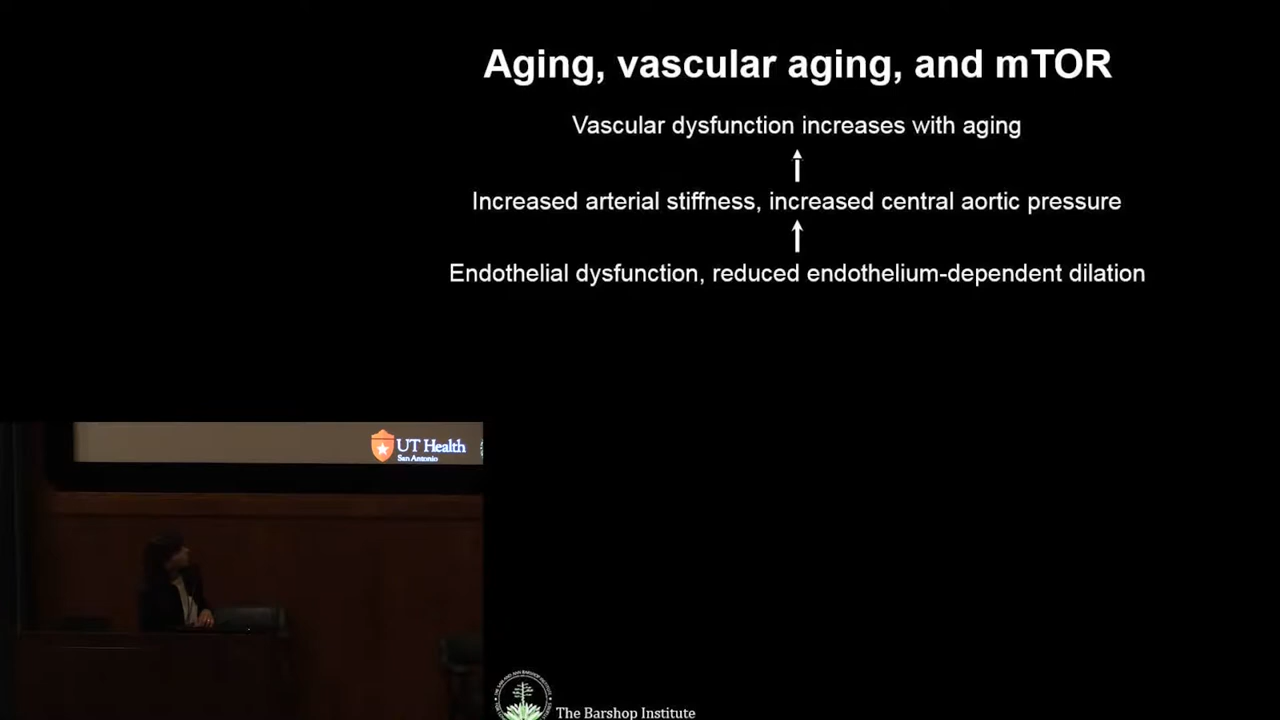 Aging, vascular aging, and mTOR
Vascular dysfunction increases with aging
Increased arterial stiffness, increased central aortic pressure
Endothelial dysfunction, reduced endothelium-dependent dilation
UT Health
San Antonio
The Barshop Institute